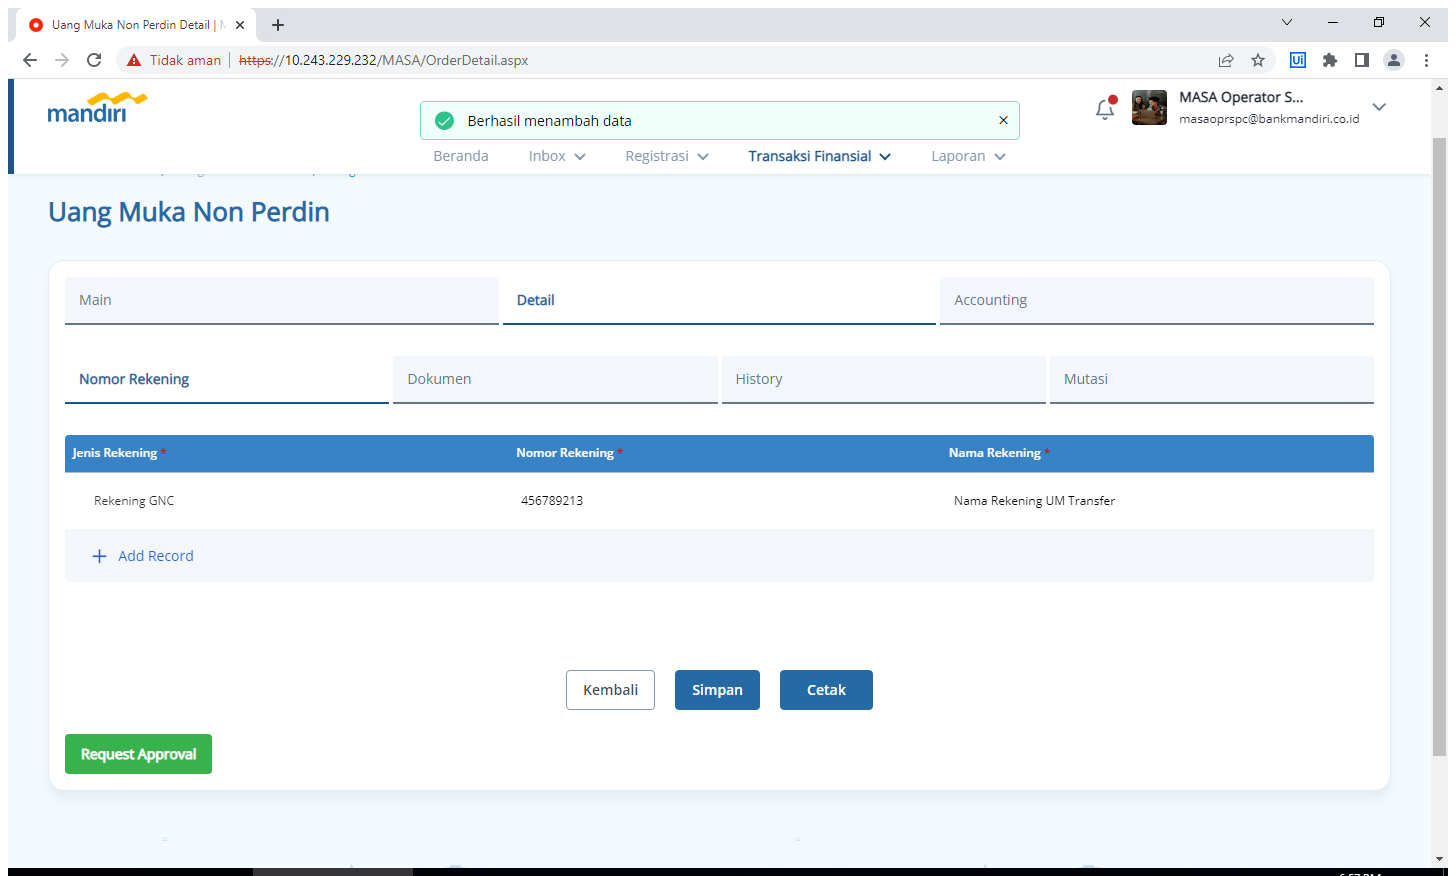 Uang Muka Non Perdin Detail |
Tidak aman | https://10.243.229.232/MASA/OrderDetail.aspx
Ui
mandiri
Berhasil menambah data
MASA Operator S...
masaoprspc@bankmandiri.co.id
Beranda Inbox Registrasi Transaksi Finansial Laporan
Uang Muka Non Perdin
Main Detail Accounting
Nomor Rekening Dokumen History Mutasi
Jenis Rekening * Nomor Rekening * Nama Rekening *
Rekening GNC 456789213 Nama Rekening UM Transfer
+ Add Record
Kembali Simpan Cetak
Request Approval